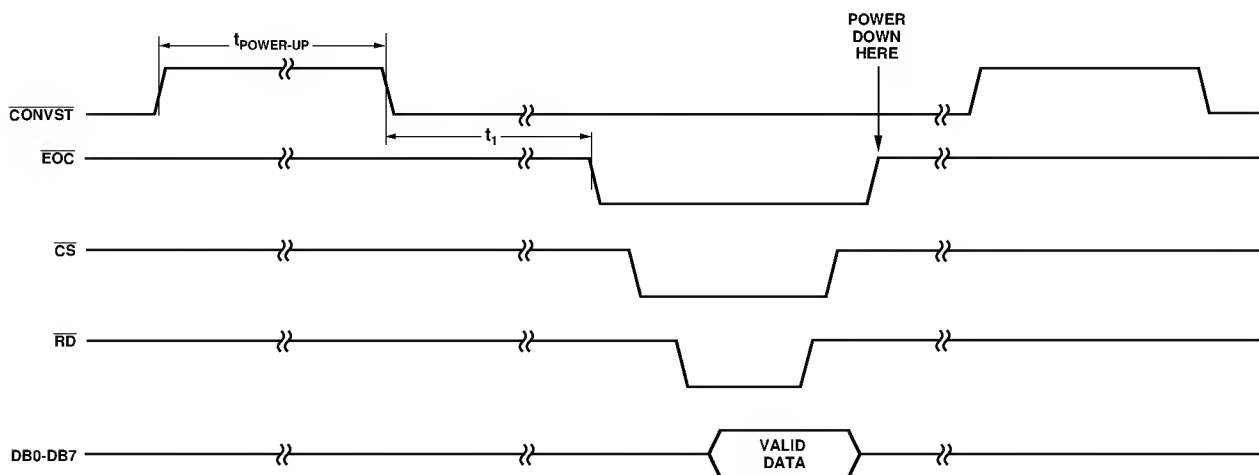 POWER
DOWN
HERE
tPOWER-UP
CONVST
t1
EOC
CS
RD
DB0-DB7
VALID
DATA